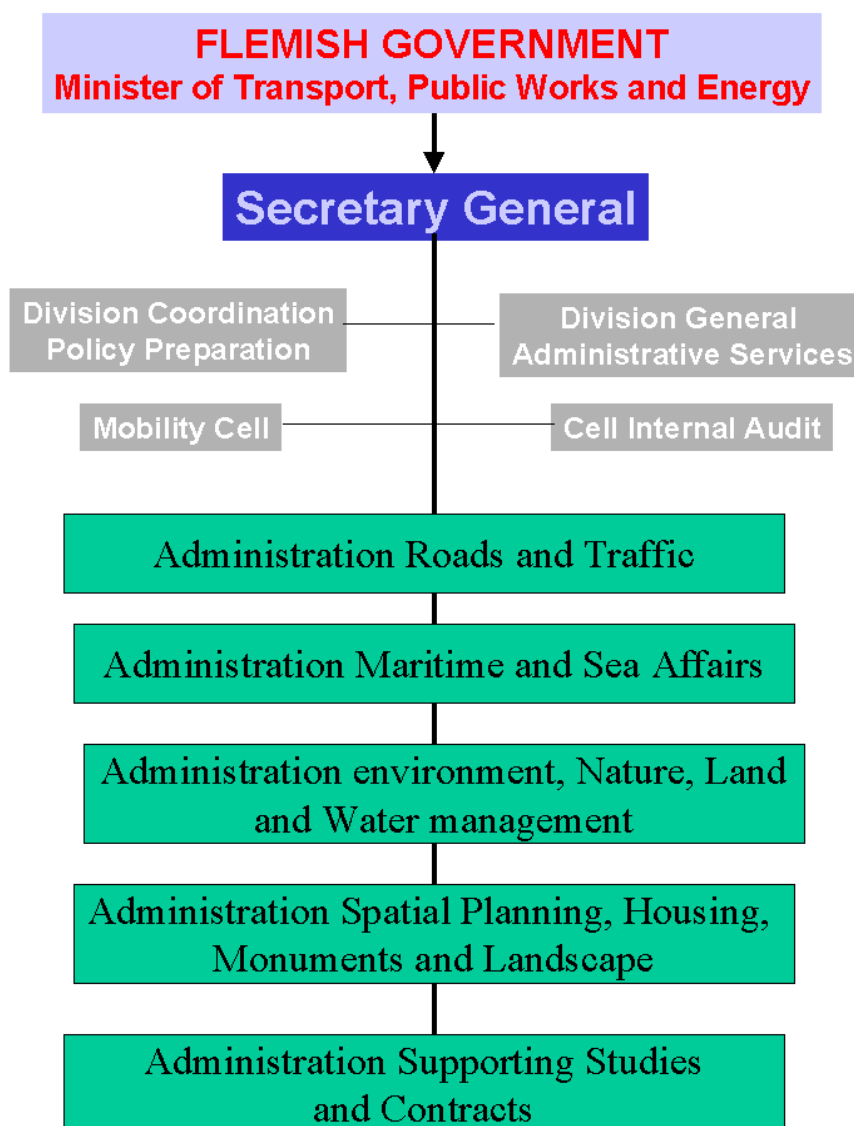 FLEMISH GOVERNMENT
Minister of Transport, Public Works and Energy
Secretary General
Division Coordination
Policy Preparation
Division General
Administrative Services
Mobility Cell
Cell Internal Audit
Administration Roads and Traffic
Administration Maritime and Sea Affairs
Administration environment, Nature, Land
and Water management
Administration Spatial Planning, Housing,
Monuments and Landscape
Administration Supporting Studies
and Contracts